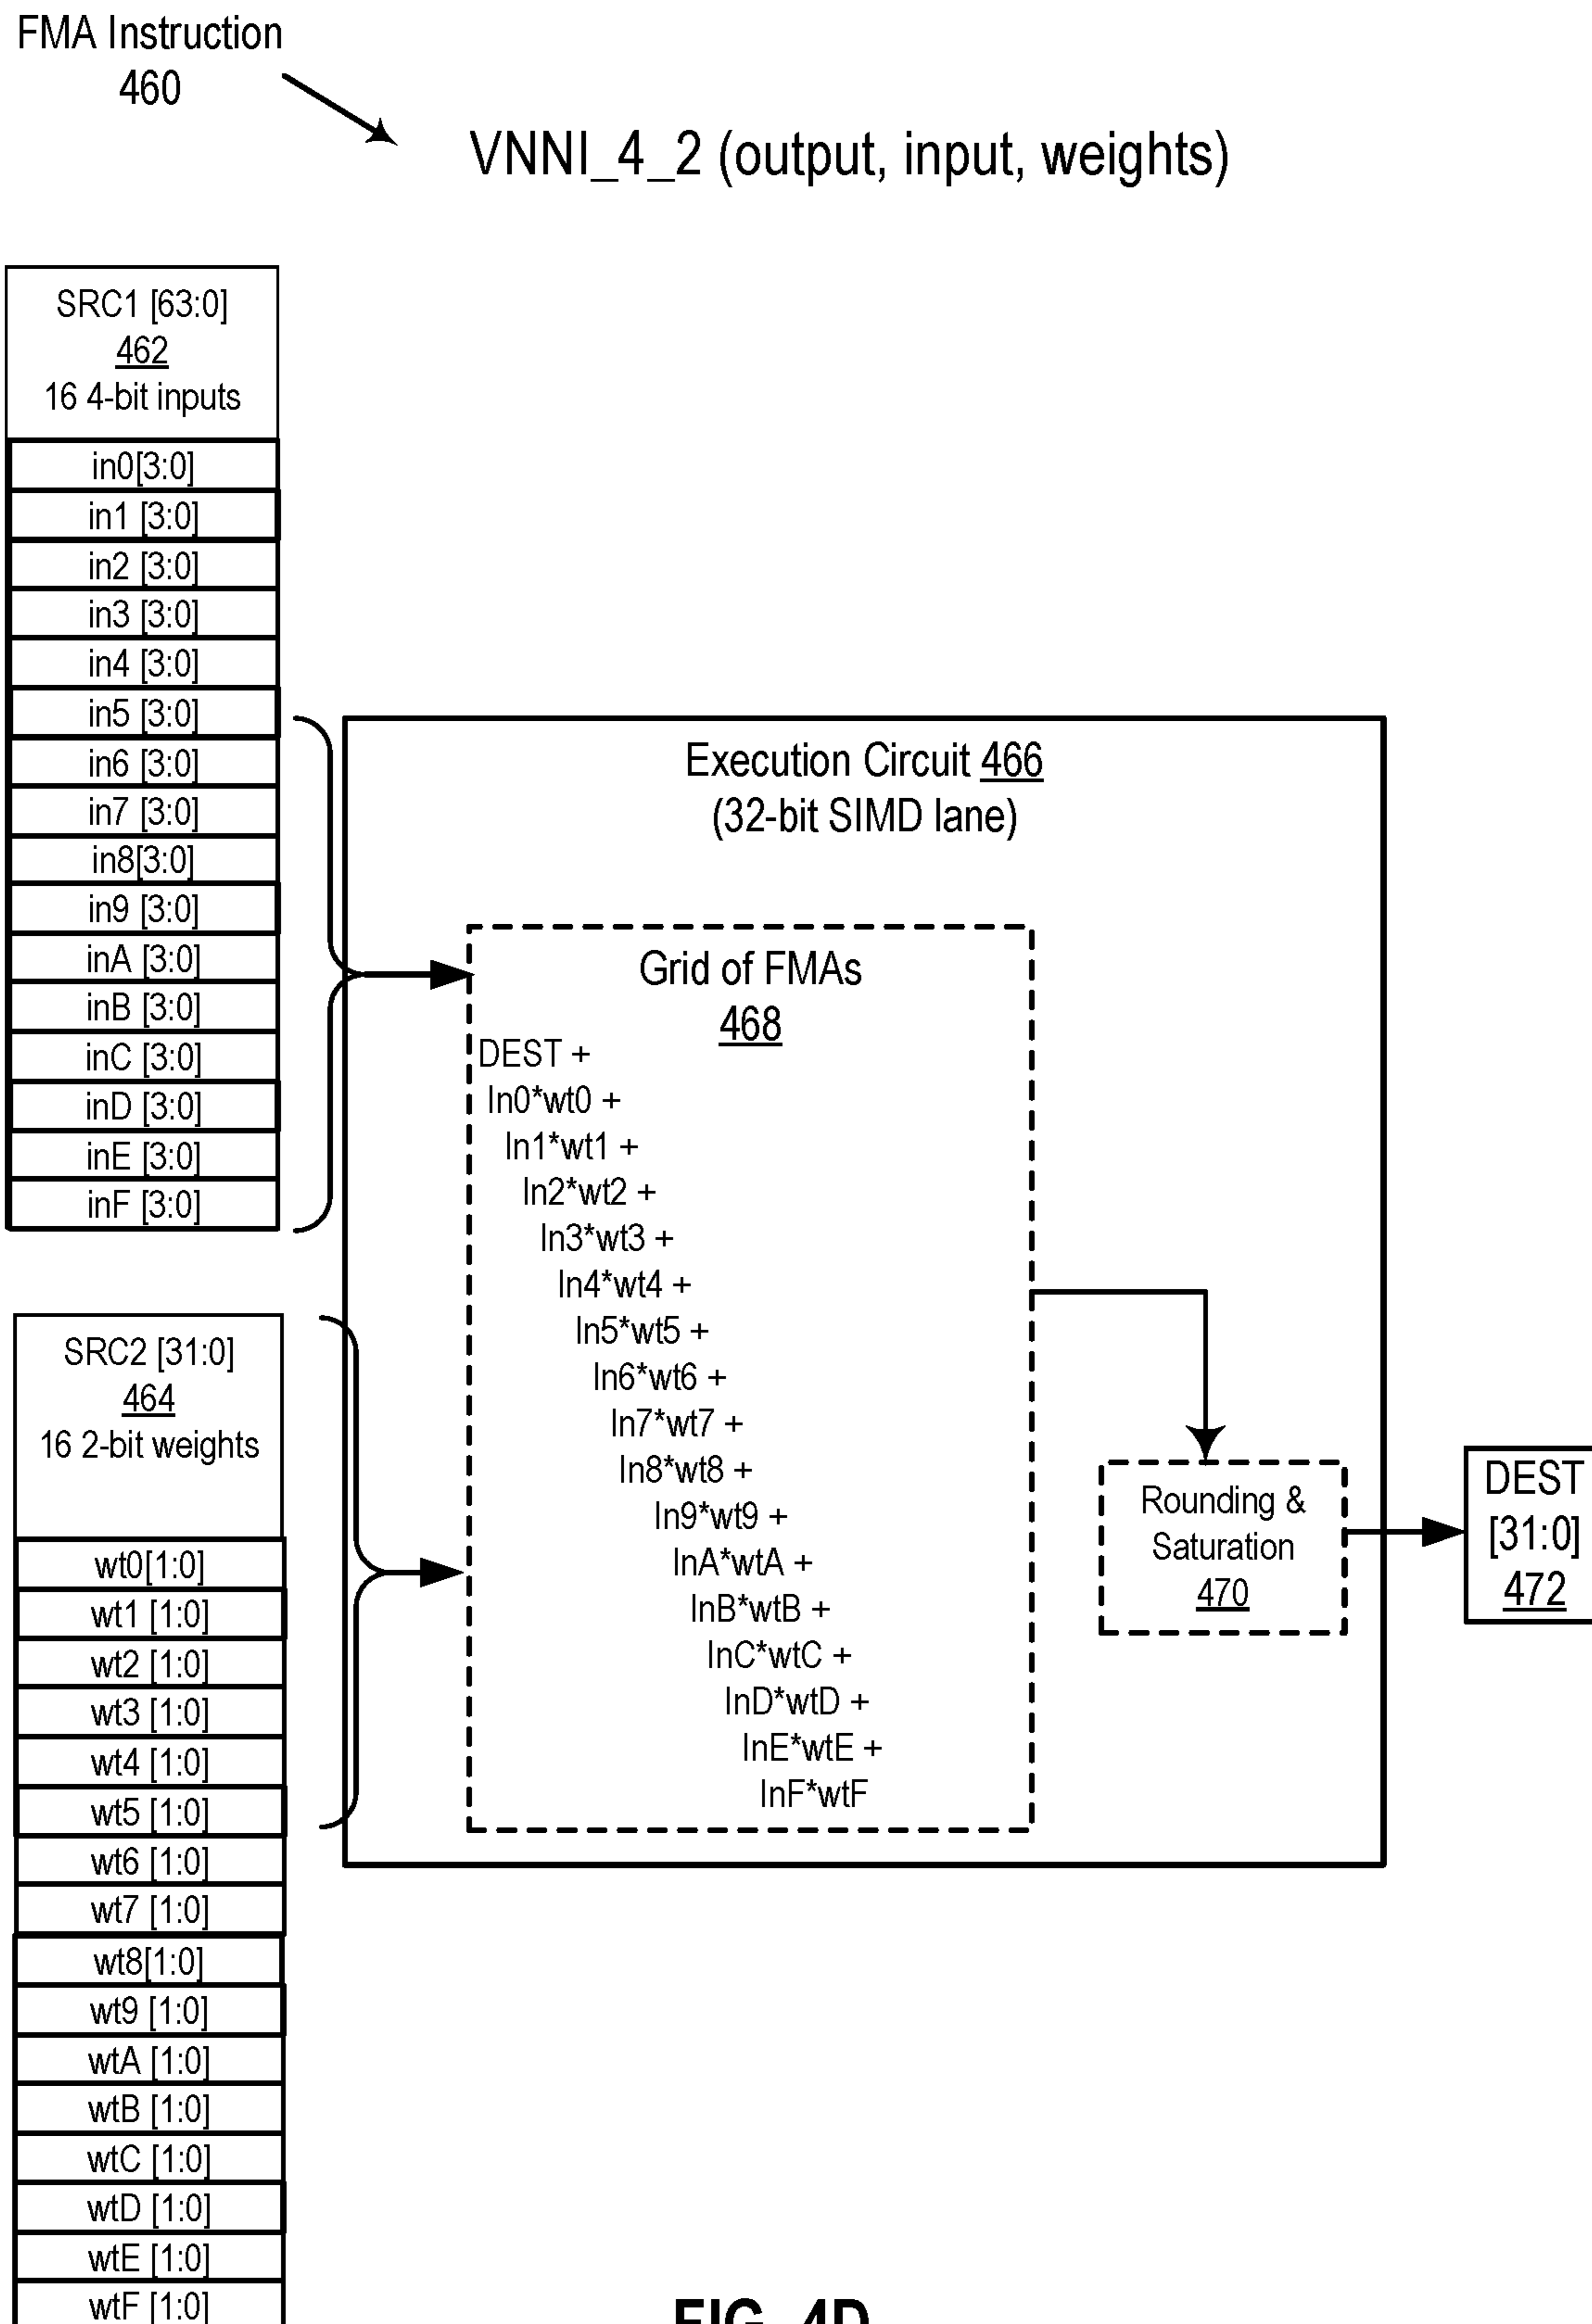 FMA Instruction
460
VNNI_4_2 (output, input, weights)
SRC1 [63:0]
462
16 4-bit inputs
in0[3:0]
in1 [3:0]
in2 [3:0]
in3 [3:0]
in4 [3:0]
in5 [3:0]
in6 [3:0]
in7 [3:0]
in8[3:0]
in9 [3:0]
inA [3:0]
inB [3:0]
inC [3:0]
inD [3:0]
inE [3:0]
inF [3:0]
SRC2 [31:0]
464
16 2-bit weights
wt0[1:0]
wt1 [1:0]
wt2 [1:0]
wt3 [1:0]
wt4 [1:0]
wt5 [1:0]
wt6 [1:0]
wt7 [1:0]
wt8[1:0]
wt9 [1:0]
wtA [1:0]
wtB [1:0]
wtC [1:0]
wtD [1:0]
wtE [1:0]
wtF [1:0]
Execution Circuit 466
(32-bit SIMD lane)
Grid of FMAs
468
DEST +
In0*wt0 +
In1*wt1 +
In2*wt2 +
In3*wt3 +
In4*wt4 +
In5*wt5 +
In6*wt6 +
In7*wt7 +
In8*wt8 +
In9*wt9 +
InA*wtA +
InB*wtB +
InC*wtC +
InD*wtD +
InE*wtE +
InF*wtF
Rounding &
Saturation
470
DEST
[31:0]
472
FIG. 4D